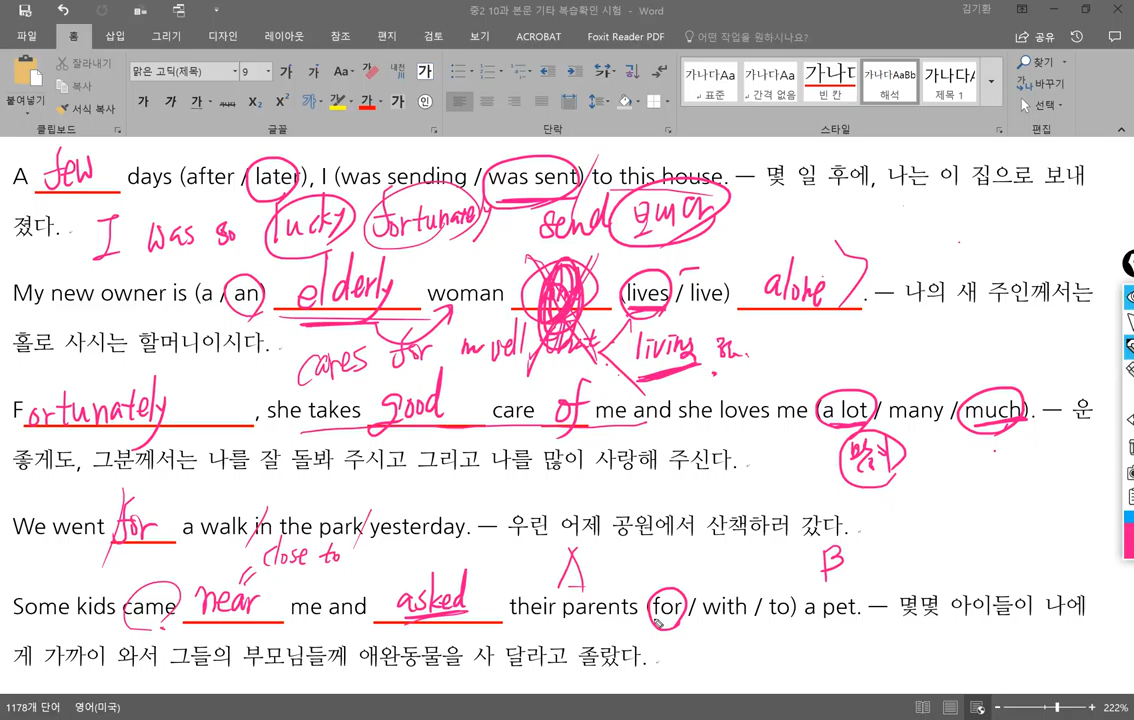 중2 10과 본문 기타 복습확인 시험 - Word
김기환
파일 홈 삽입 그리기 디자인 레이아웃 참조 편지 검토 보기 ACROBAT Foxit Reader PDF 어떤 작업을 원하시나요? 공유
붙여넣기 잘라내기 복사 서식 복사
맑은 고딕(제목) 9
가나다Aa 표준 가나다Aa 간격 없음 가나다 빈 칸 가나다AaBb 해석 가나다 제목 1
찾기 바꾸기 선택
클립보드 글꼴 단락 스타일 편집
A few days (after / later), I (was sending / was sent) to this house. — 몇 일 후에, 나는 이 집으로 보내
졌다. I was so lucky fortunately send 보내다
My new owner is (a / an) elderly woman (lives / live) alone. — 나의 새 주인께서는
홀로 사시는 할머니이시다. cares for me well that living
Fortunately, she takes good care of me and she loves me (a lot / many / much). — 운
좋게도, 그분께서는 나를 잘 돌봐 주시고 그리고 나를 많이 사랑해 주신다. 많이
We went for a walk in the park yesterday. — 우린 어제 공원에서 산책하러 갔다.
close to A B
Some kids came near me and asked their parents (for / with / to) a pet. — 몇몇 아이들이 나에
게 가까이 와서 그들의 부모님들께 애완동물을 사 달라고 졸랐다.
1178개 단어 영어(미국) 222%